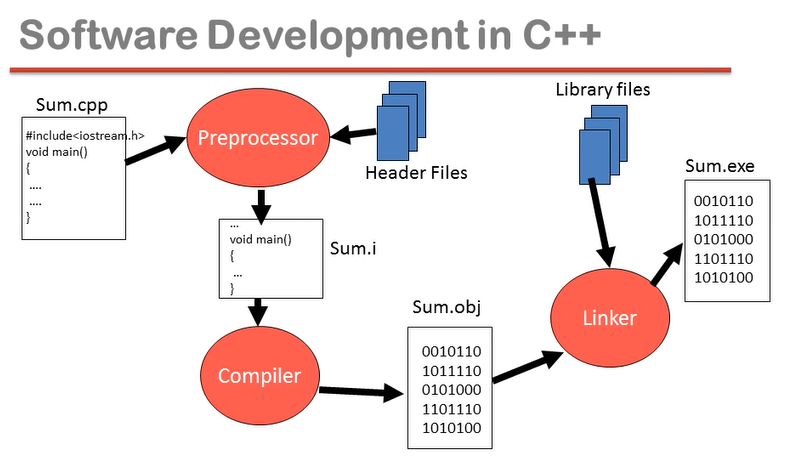 Software Development in C++
Sum.cpp
#include<iostream.h>
void main()
{
....
....
}
Preprocessor
Header Files
...
void main()
{
...
}
Sum.i
Compiler
Sum.obj
0010110
1011110
0101000
1101110
1010100
Library files
Linker
Sum.exe
0010110
1011110
0101000
1101110
1010100